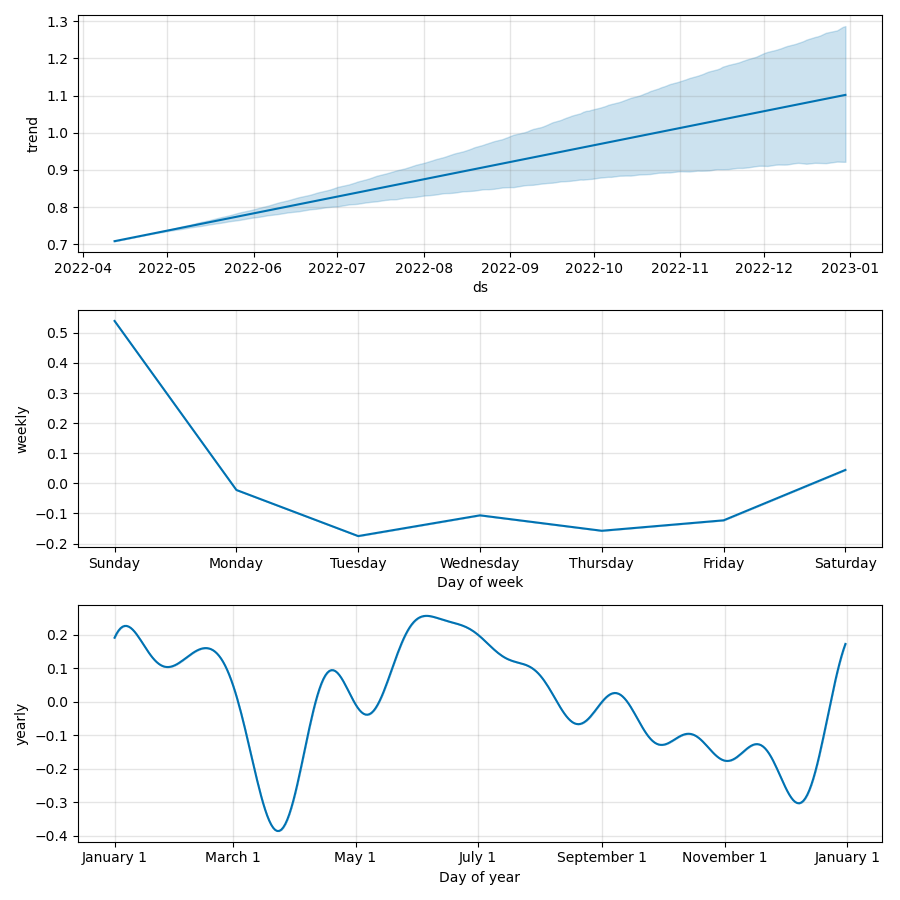 1.3
1.2
1.1
1.0
0.9
0.8
0.7
trend
2022-04 2022-05 2022-06 2022-07 2022-08 2022-09 2022-10 2022-11 2022-12 2023-01
ds
0.5
0.4
0.3
0.2
0.1
0.0
−0.1
−0.2
weekly
Sunday Monday Tuesday Wednesday Thursday Friday Saturday
Day of week
0.2
0.1
0.0
−0.1
−0.2
−0.3
−0.4
yearly
January 1 March 1 May 1 July 1 September 1 November 1 January 1
Day of year